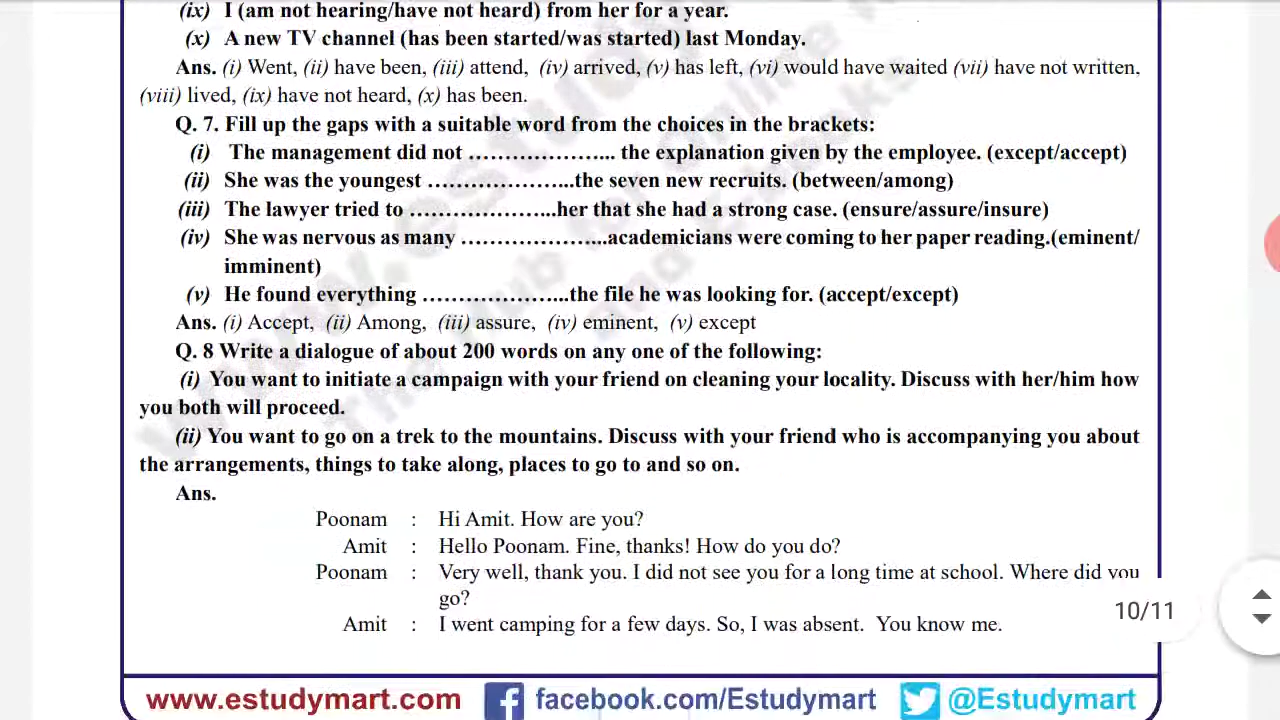 (ix) I (am not hearing/have not heard) from her for a year.
(x) A new TV channel (has been started/was started) last Monday.
Ans. (i) Went, (ii) have been, (iii) attend, (iv) arrived, (v) has left, (vi) would have waited (vii) have not written,
(viii) lived, (ix) have not heard, (x) has been.
Q. 7. Fill up the gaps with a suitable word from the choices in the brackets:
(i) The management did not ………………….. the explanation given by the employee. (except/accept)
(ii) She was the youngest …………………..the seven new recruits. (between/among)
(iii) The lawyer tried to …………………..her that she had a strong case. (ensure/assure/insure)
(iv) She was nervous as many …………………..academicians were coming to her paper reading.(eminent/
imminent)
(v) He found everything …………………..the file he was looking for. (accept/except)
Ans. (i) Accept, (ii) Among, (iii) assure, (iv) eminent, (v) except
Q. 8 Write a dialogue of about 200 words on any one of the following:
(i) You want to initiate a campaign with your friend on cleaning your locality. Discuss with her/him how
you both will proceed.
(ii) You want to go on a trek to the mountains. Discuss with your friend who is accompanying you about
the arrangements, things to take along, places to go to and so on.
Ans.
Poonam : Hi Amit. How are you?
Amit : Hello Poonam. Fine, thanks! How do you do?
Poonam : Very well, thank you. I did not see you for a long time at school. Where did you
go?
10/11
Amit : I went camping for a few days. So, I was absent. You know me.
www.estudymart.com facebook.com/Estudymart @Estudymart